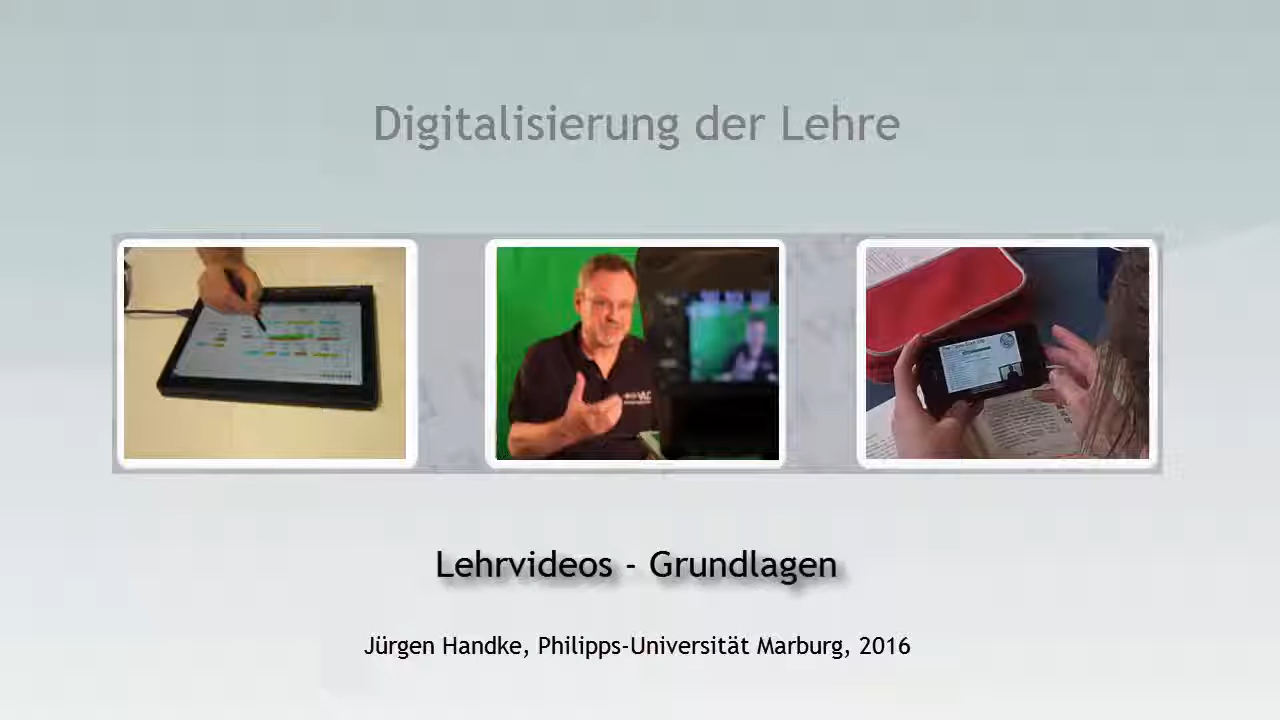 Digitalisierung der Lehre
Lehrvideos - Grundlagen
Jürgen Handke, Philipps-Universität Marburg, 2016